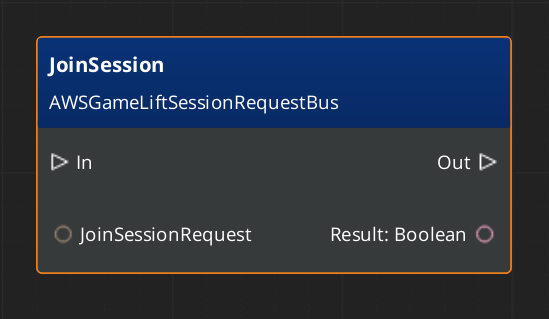 JoinSession
AWSGameLiftSessionRequestBus
In
Out
JoinSessionRequest
Result: Boolean